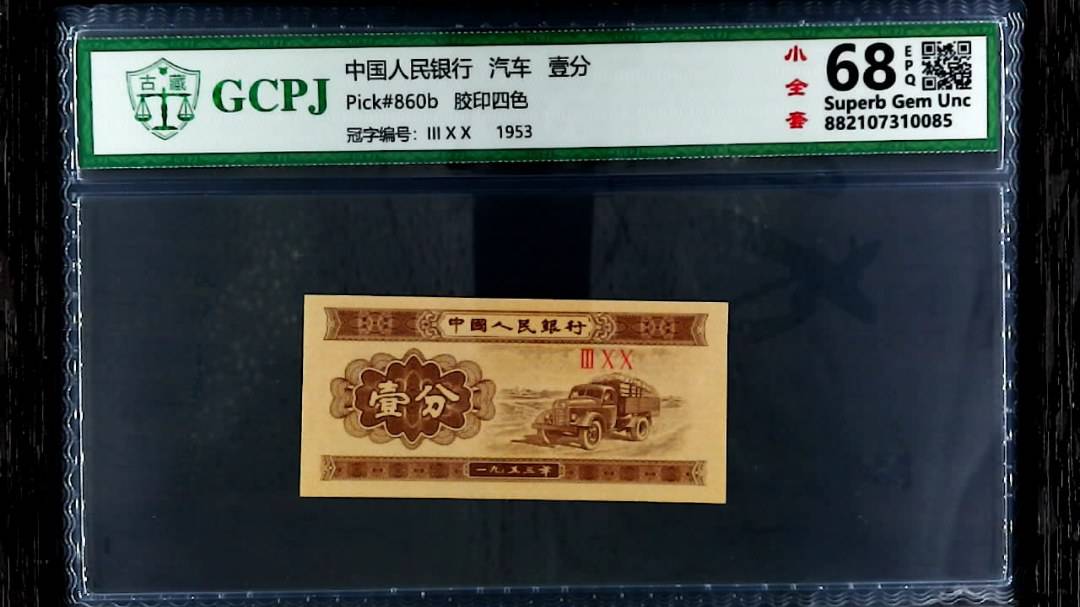 古藏
GCPJ
中国人民银行 汽车 壹分
Pick#860b 胶印四色
冠字编号: III X X 1953
小全套
68 EPQ
Superb Gem Unc
882107310085
中國人民銀行
III X X
壹分
一九五三年